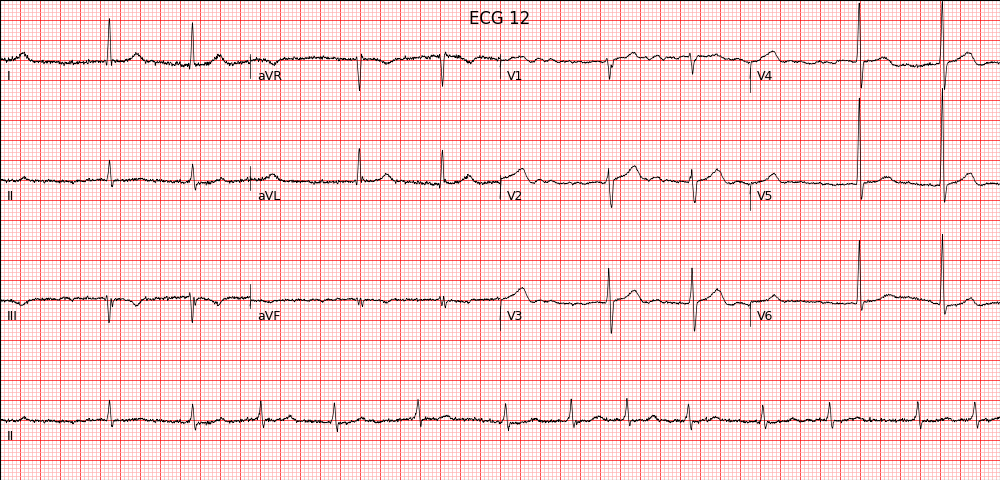 ECG 12
I aVR V1 V4
II aVL V2 V5
III aVF V3 V6
II